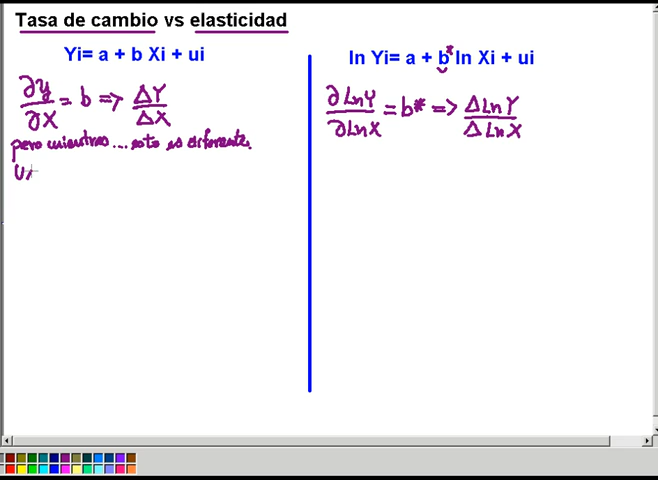 Tasa de cambio vs elasticidad
Yi= a + b Xi + ui
∂y/∂x = b => ΔY/ΔX
pero mientras ... esto es diferente.
ln Yi= a + b* ln Xi + ui
∂LnY/∂LnX = b* => ΔLnY/ΔLnX